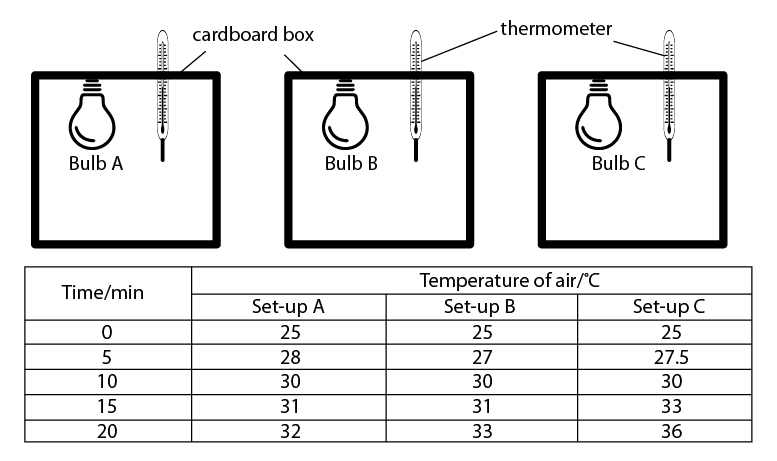 cardboard box
thermometer
Bulb A
Bulb B
Bulb C
Time/min
Temperature of air/°C
Set-up A Set-up B Set-up C
0 25 25 25
5 28 27 27.5
10 30 30 30
15 31 31 33
20 32 33 36